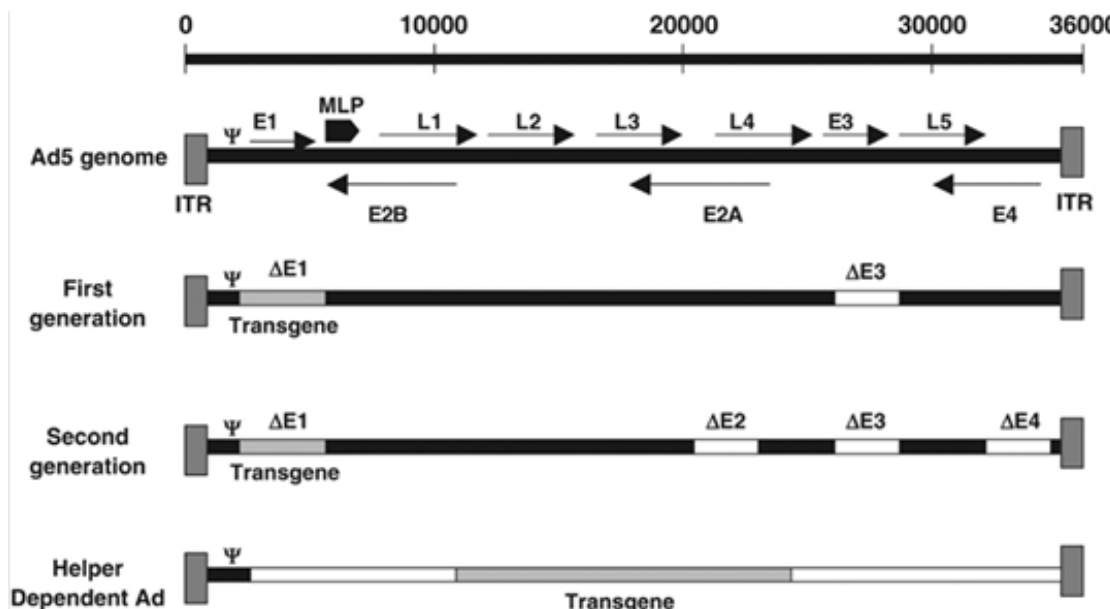 0 10000 20000 30000 36000
MLP
Ψ E1 L1 L2 L3 L4 E3 L5
Ad5 genome
ITR E2B E2A E4 ITR
Ψ ΔE1 ΔE3
First
generation
Transgene
Ψ ΔE1 ΔE2 ΔE3 ΔE4
Second
generation
Transgene
Ψ
Helper
Dependent Ad
Transgene